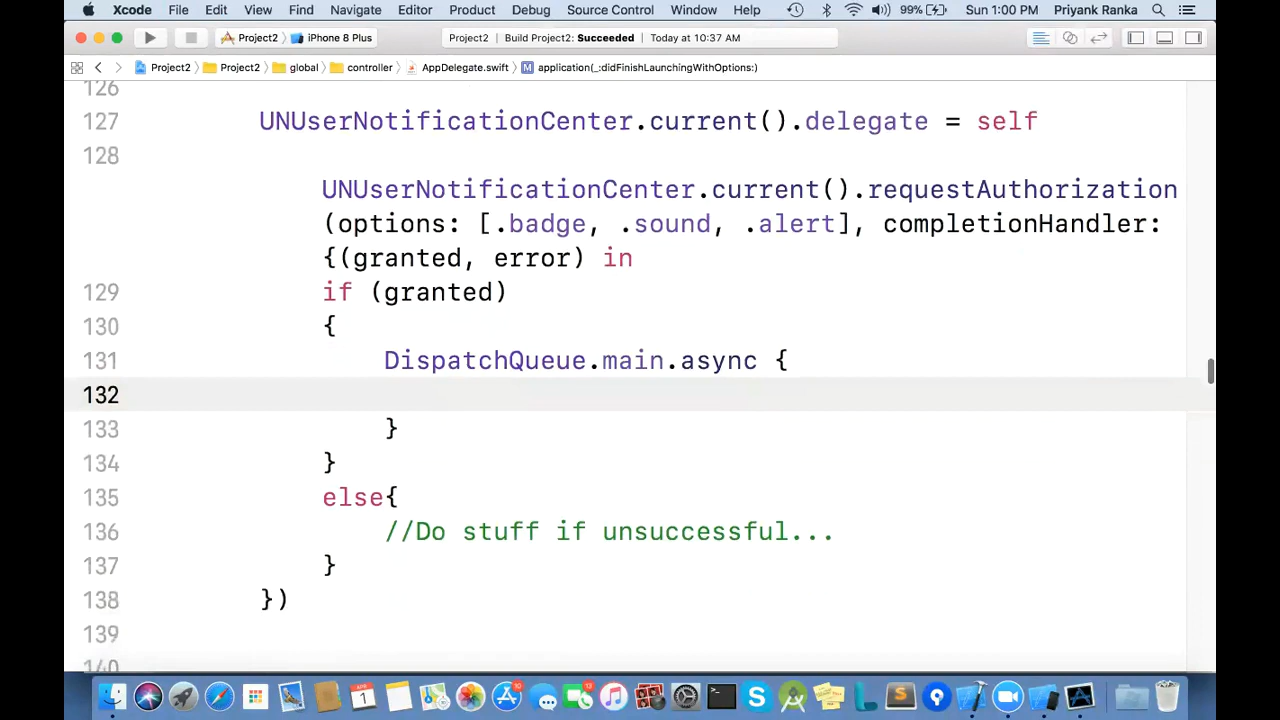 Xcode File Edit View Find Navigate Editor Product Debug Source Control Window Help 99% Sun 1:00 PM Priyank Ranka
Project2 iPhone 8 Plus Project2 Build Project2: Succeeded Today at 10:37 AM
Project2 Project2 global controller AppDelegate.swift M application(_:didFinishLaunchingWithOptions:)
126
127 UNUserNotificationCenter.current().delegate = self
128
UNUserNotificationCenter.current().requestAuthorization
(options: [.badge, .sound, .alert], completionHandler:
{(granted, error) in
129 if (granted)
130 {
131 DispatchQueue.main.async {
132
133 }
134 }
135 else{
136 //Do stuff if unsuccessful...
137 }
138 })
139
140